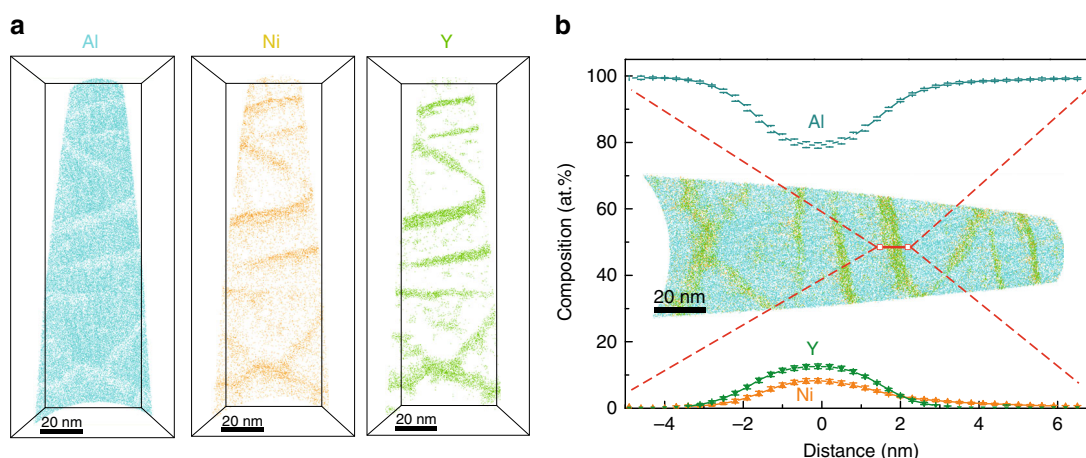 a
Al
Ni
Y
20 nm
20 nm
20 nm
b
Composition (at.%)
100
80
60
40
20
0
Al
20 nm
Y
Ni
−4
−2
0
2
4
6
Distance (nm)